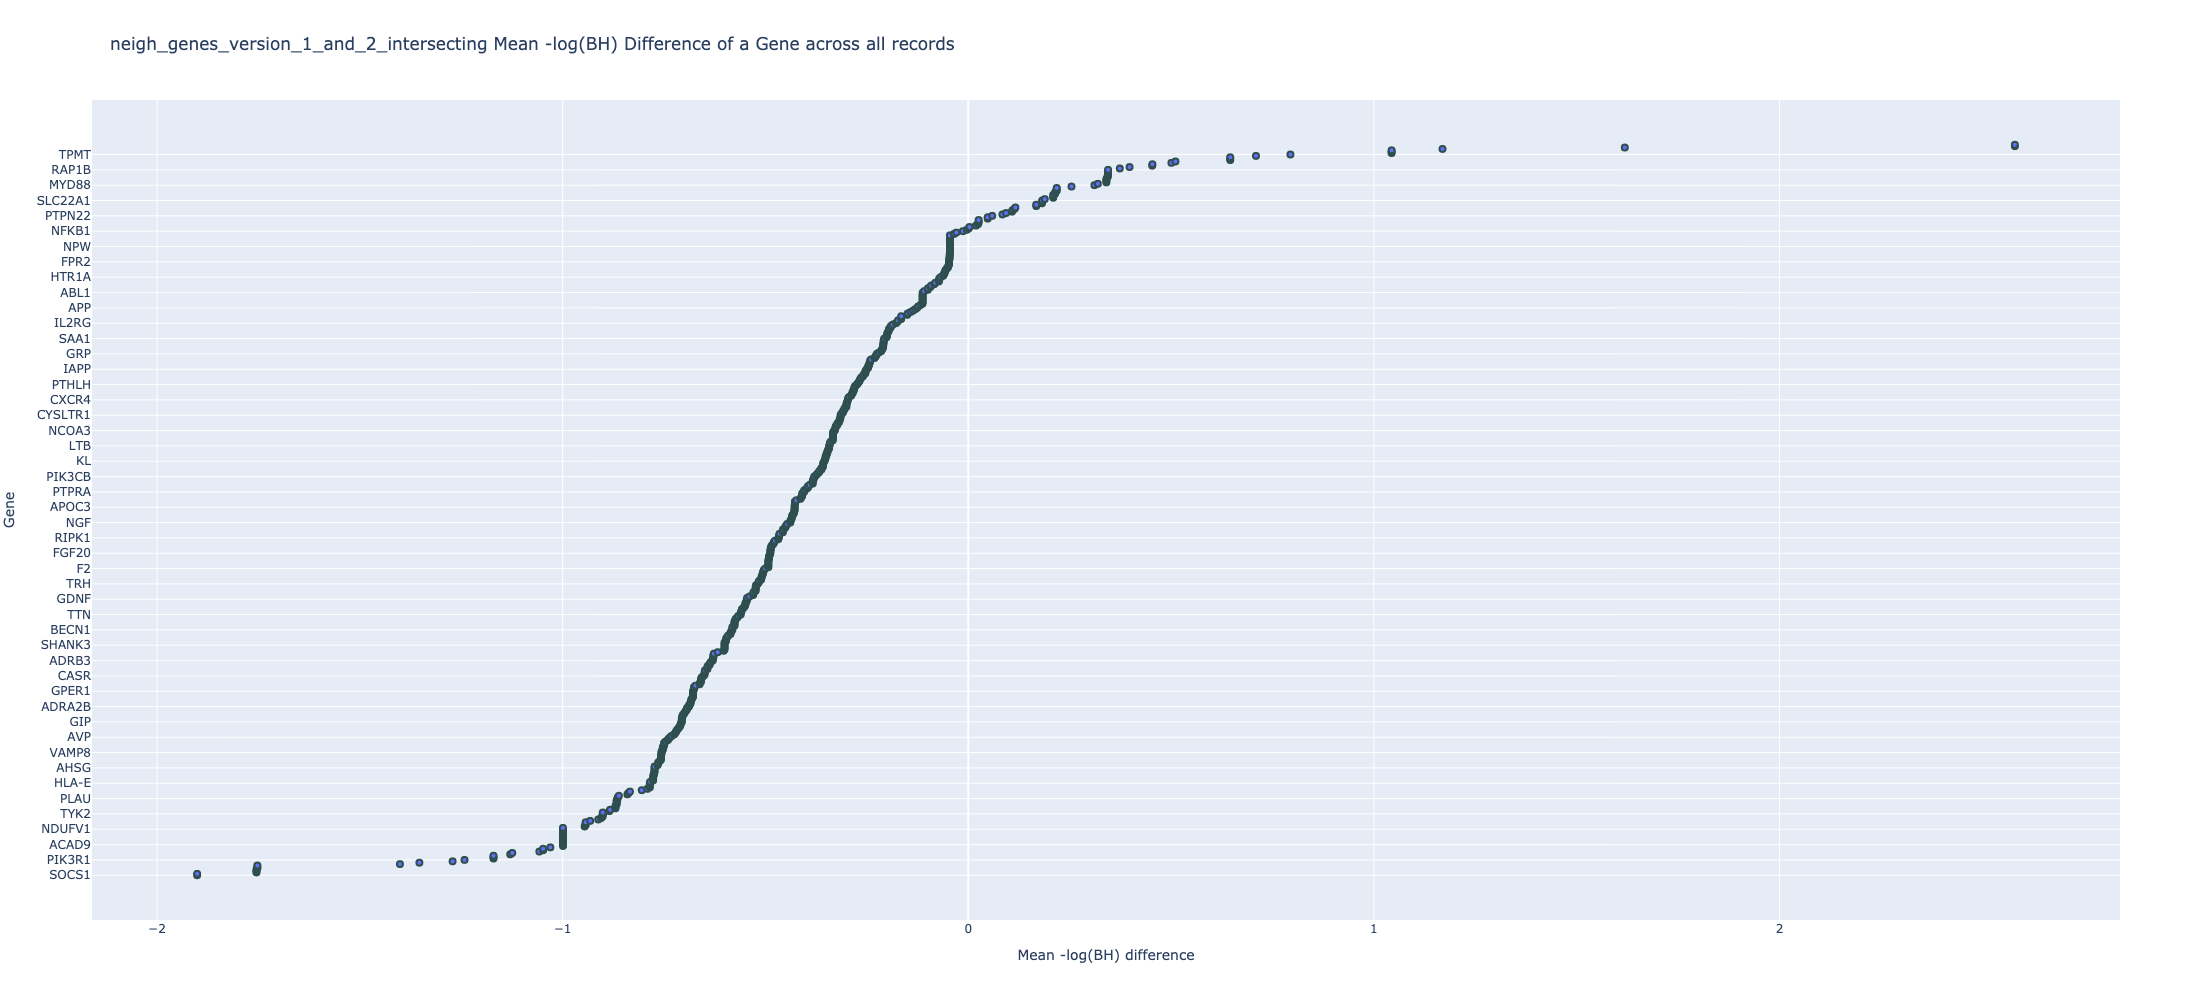 neigh_genes_version_1_and_2_intersecting Mean -log(BH) Difference of a Gene across all records
TPMT
RAP1B
MYD88
SLC22A1
PTPN22
NFKB1
NPW
FPR2
HTR1A
ABL1
APP
IL2RG
SAA1
GRP
IAPP
PTHLH
CXCR4
CYSLTR1
NCOA3
LTB
KL
PIK3CB
PTPRA
APOC3
NGF
RIPK1
FGF20
F2
TRH
GDNF
TTN
BECN1
SHANK3
ADRB3
CASR
GPER1
ADRA2B
GIP
AVP
VAMP8
AHSG
HLA-E
PLAU
TYK2
NDUFV1
ACAD9
PIK3R1
SOCS1
Gene
−2 −1 0 1 2
Mean -log(BH) difference